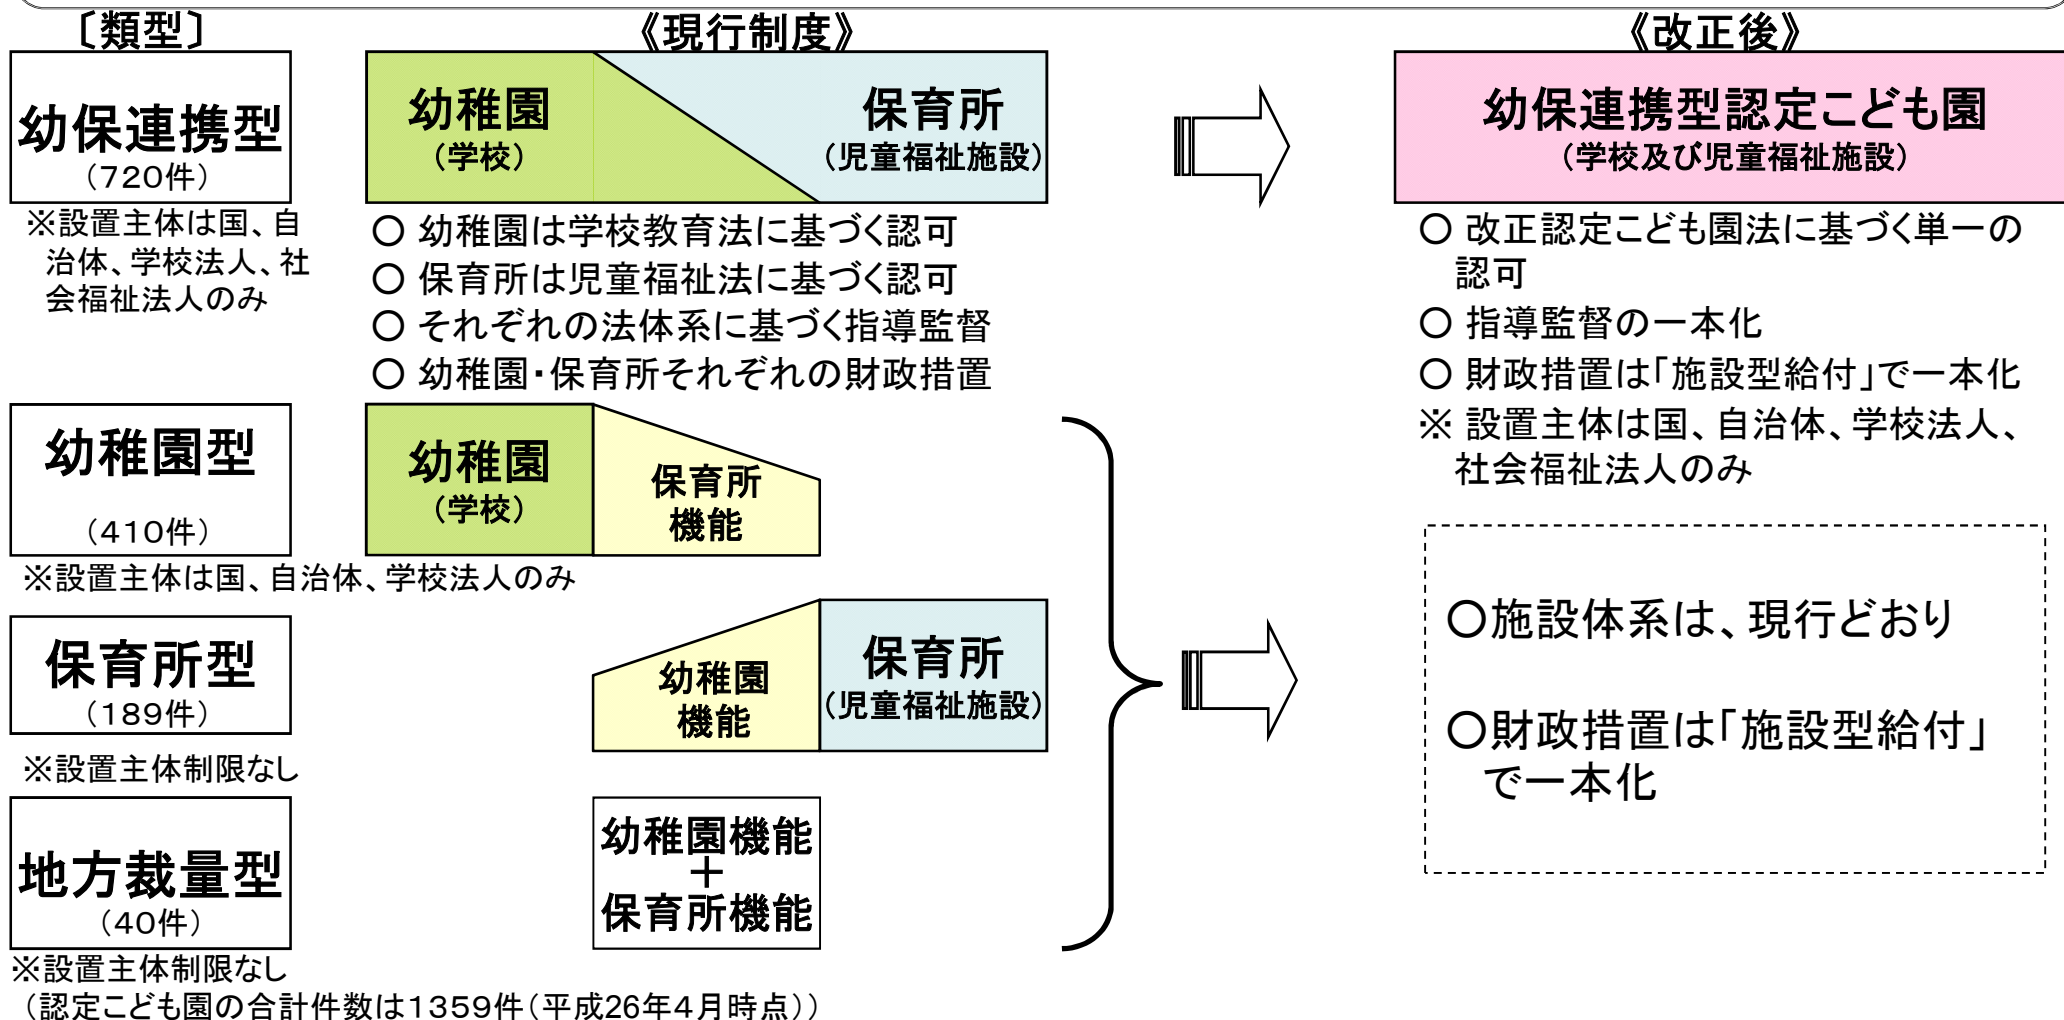 〔類型〕
《現行制度》
《改正後》
幼保連携型
（720件）
※設置主体は国、自
治体、学校法人、社
会福祉法人のみ
幼稚園
（学校）
保育所
（児童福祉施設）
○ 幼稚園は学校教育法に基づく認可
○ 保育所は児童福祉法に基づく認可
○ それぞれの法体系に基づく指導監督
○ 幼稚園・保育所それぞれの財政措置
幼保連携型認定こども園
（学校及び児童福祉施設）
○ 改正認定こども園法に基づく単一の
認可
○ 指導監督の一本化
○ 財政措置は「施設型給付」で一本化
※ 設置主体は国、自治体、学校法人、
社会福祉法人のみ
幼稚園型
（410件）
※設置主体は国、自治体、学校法人のみ
幼稚園
（学校）
保育所
機能
保育所型
（189件）
※設置主体制限なし
幼稚園
機能
保育所
（児童福祉施設）
地方裁量型
（40件）
※設置主体制限なし
幼稚園機能
＋
保育所機能
○施設体系は、現行どおり
○財政措置は「施設型給付」
で一本化
（認定こども園の合計件数は1359件（平成26年4月時点））